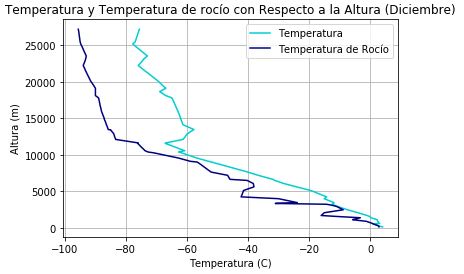 Temperatura y Temperatura de rocío con Respecto a la Altura (Diciembre)
Temperatura
Temperatura de Rocío
Altura (m)
25000
20000
15000
10000
5000
0
−100 −80 −60 −40 −20 0
Temperatura (C)